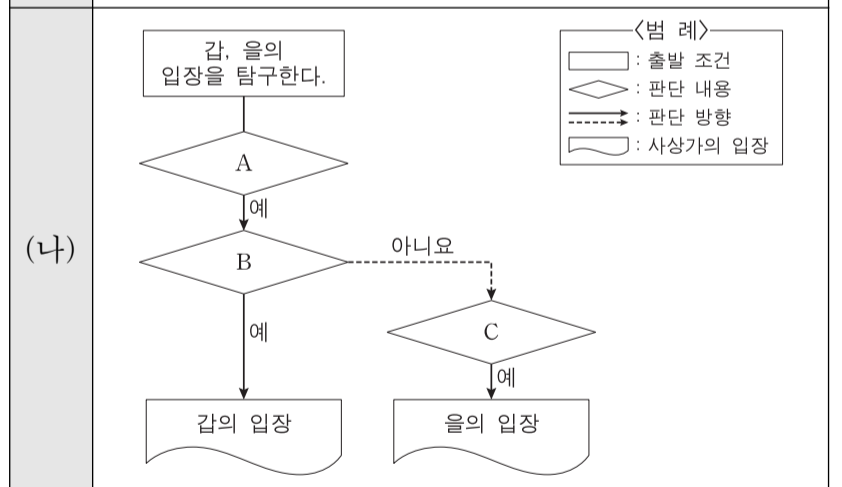 (나)
갑, 을의
입장을 탐구한다.
A
예
B
아니요
예
C
예
갑의 입장
을의 입장
〈범 례〉
: 출발 조건
: 판단 내용
: 판단 방향
: 사상가의 입장